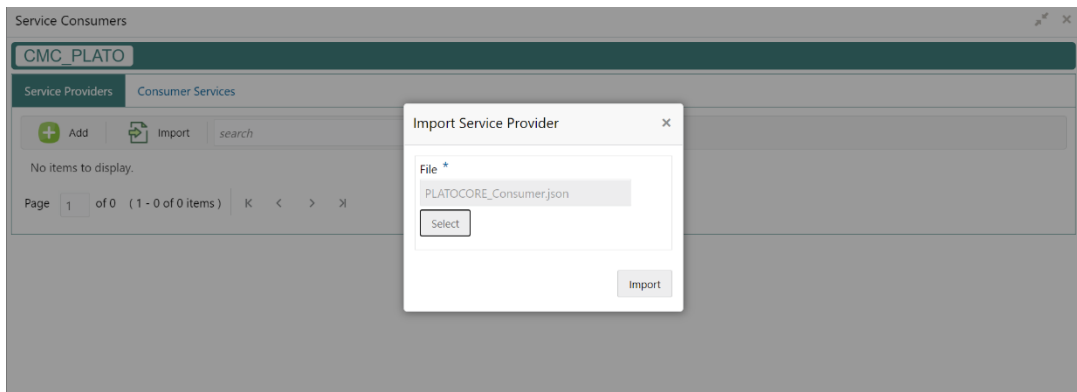 Service Consumers
CMC_PLATO
Service Providers Consumer Services
Add Import search
No items to display.
Page 1 of 0 (1 - 0 of 0 items)
Import Service Provider
File *
PLATOCORE_Consumer.json
Select
Import